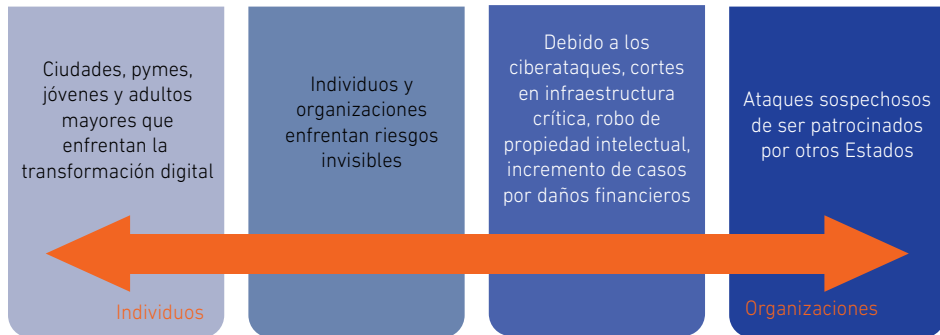 Ciudades, pymes,
jóvenes y adultos
mayores que
enfrentan la
transformación digital
Individuos y
organizaciones
enfrentan riesgos
invisibles
Debido a los
ciberataques, cortes
en infraestructura
crítica, robo de
propiedad intelectual,
incremento de casos
por daños financieros
Ataques sospechosos
de ser patrocinados
por otros Estados
Individuos
Organizaciones